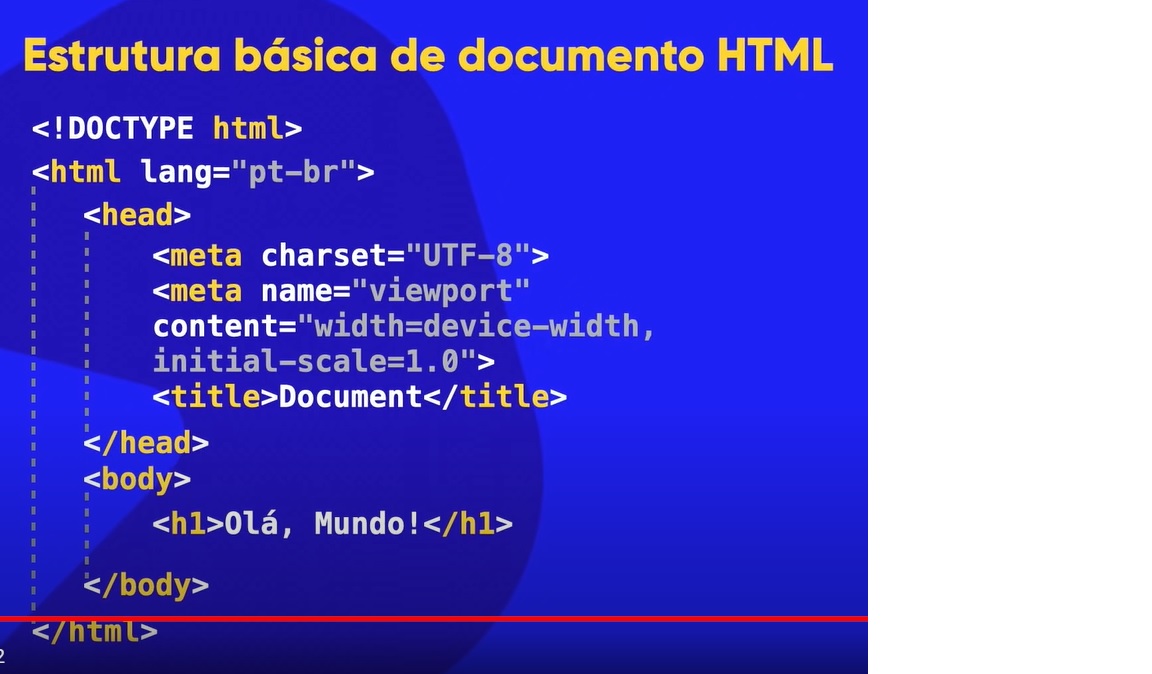 Estrutura básica de documento HTML
<!DOCTYPE html>
<html lang="pt-br">
<head>
<meta charset="UTF-8">
<meta name="viewport"
content="width=device-width,
initial-scale=1.0">
<title>Document</title>
</head>
<body>
<h1>Olá, Mundo!</h1>
</body>
</html>
2